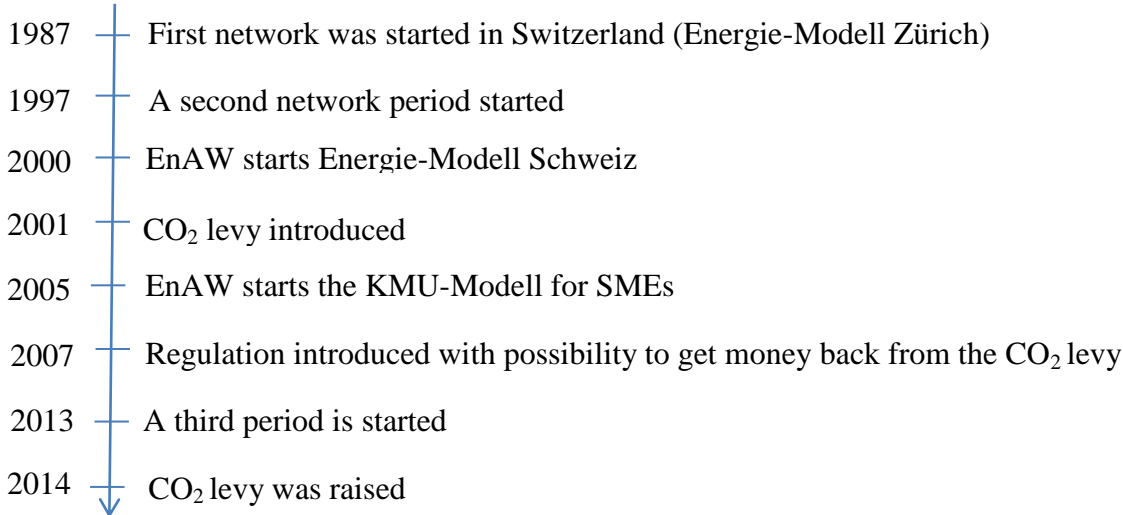 1987 First network was started in Switzerland (Energie-Modell Zürich)
1997 A second network period started
2000 EnAW starts Energie-Modell Schweiz
2001 CO₂ levy introduced
2005 EnAW starts the KMU-Modell for SMEs
2007 Regulation introduced with possibility to get money back from the CO₂ levy
2013 A third period is started
2014 CO₂ levy was raised